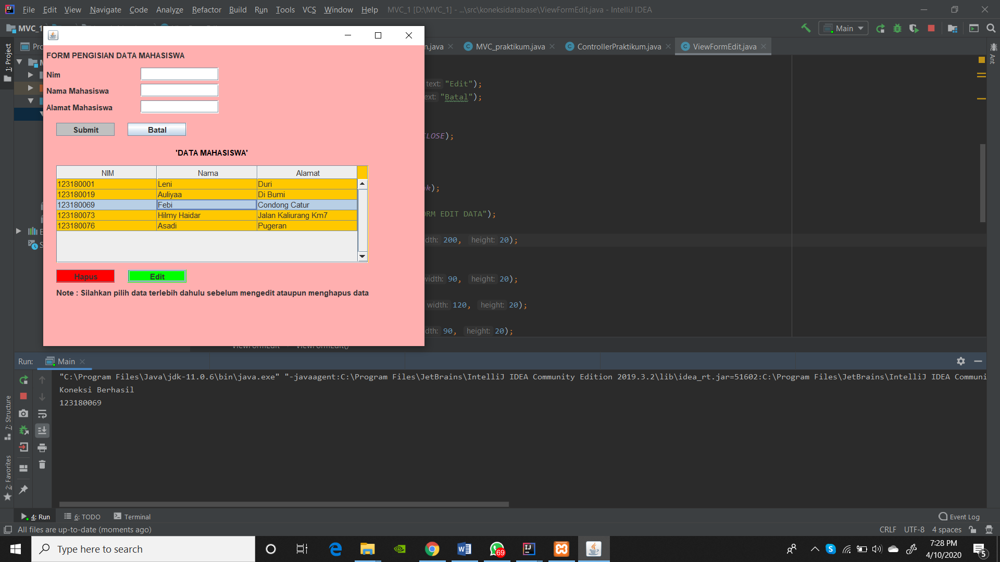 File Edit View Navigate Code Analyze Refactor Build Run Tools VCS Window Help MVC_1 [D:\MVC_1] - ...\src\koneksidatabase\ViewFormEdit.java - IntelliJ IDEA
MVC_1
Main
1: Project
m.java MVC_praktikum.java ControllerPraktikum.java ViewFormEdit.java
Ant
FORM PENGISIAN DATA MAHASISWA
Nim
Nama Mahasiswa
Alamat Mahasiswa
Submit Batal
'DATA MAHASISWA'
NIM Nama Alamat
123180001 Leni Duri
123180019 Auliyaa Di Bumi
123180069 Febi Condong Catur
123180073 Hilmy Haidar Jalan Kaliurang Km7
123180076 Asadi Pugeran
Hapus Edit
Note : Silahkan pilih data terlebih dahulu sebelum mengedit ataupun menghapus data
text: "Edit");
ext: "Batal");
CLOSE);
k);
RM EDIT DATA");
dth: 200, height: 20);
width: 90, height: 20);
width: 120, height: 20);
dth: 90, height: 20);
ViewFormEdit ViewFormEdit()
Run: Main
"C:\Program Files\Java\jdk-11.0.6\bin\java.exe" "-javaagent:C:\Program Files\JetBrains\IntelliJ IDEA Community Edition 2019.3.2\lib\idea_rt.jar=51602:C:\Program Files\JetBrains\IntelliJ IDEA Communi
Koneksi Berhasil
123180069
7: Structure
2: Favorites
4: Run 6: TODO Terminal Event Log
All files are up-to-date (moments ago) CRLF UTF-8 4 spaces
Type here to search
69
7:28 PM
4/10/2020
5